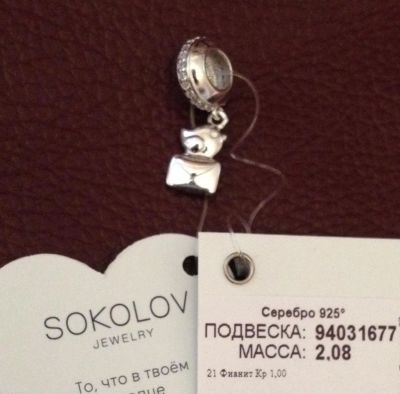 SOKOLOV
JEWELRY
То, что в твоём
Серебро 925°
ПОДВЕСКА: 94031677
МАССА: 2,08
21 Фианит Кр 1,00